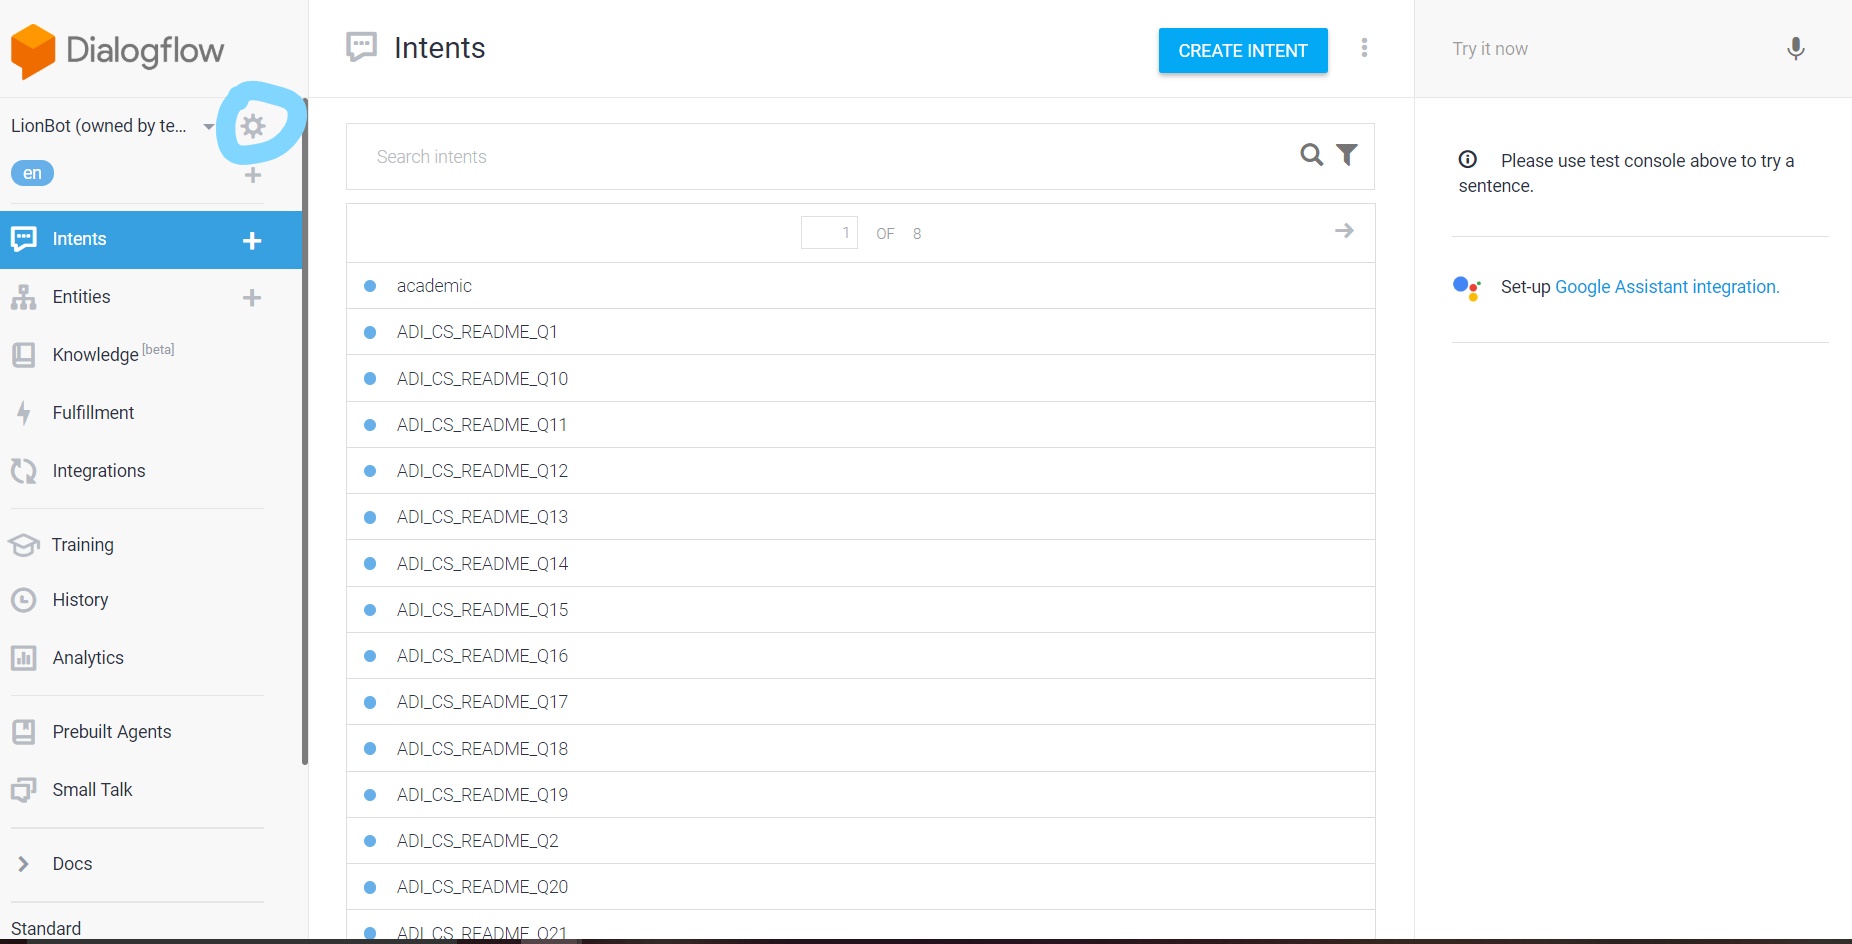 Dialogflow
LionBot (owned by te...
en
Intents
Entities
Knowledge [beta]
Fulfillment
Integrations
Training
History
Analytics
Prebuilt Agents
Small Talk
Docs
Standard
Intents
CREATE INTENT
Search intents
1 OF 8
academic
ADI_CS_README_Q1
ADI_CS_README_Q10
ADI_CS_README_Q11
ADI_CS_README_Q12
ADI_CS_README_Q13
ADI_CS_README_Q14
ADI_CS_README_Q15
ADI_CS_README_Q16
ADI_CS_README_Q17
ADI_CS_README_Q18
ADI_CS_README_Q19
ADI_CS_README_Q2
ADI_CS_README_Q20
ADI_CS_README_Q21
Try it now
Please use test console above to try a
sentence.
Set-up Google Assistant integration.